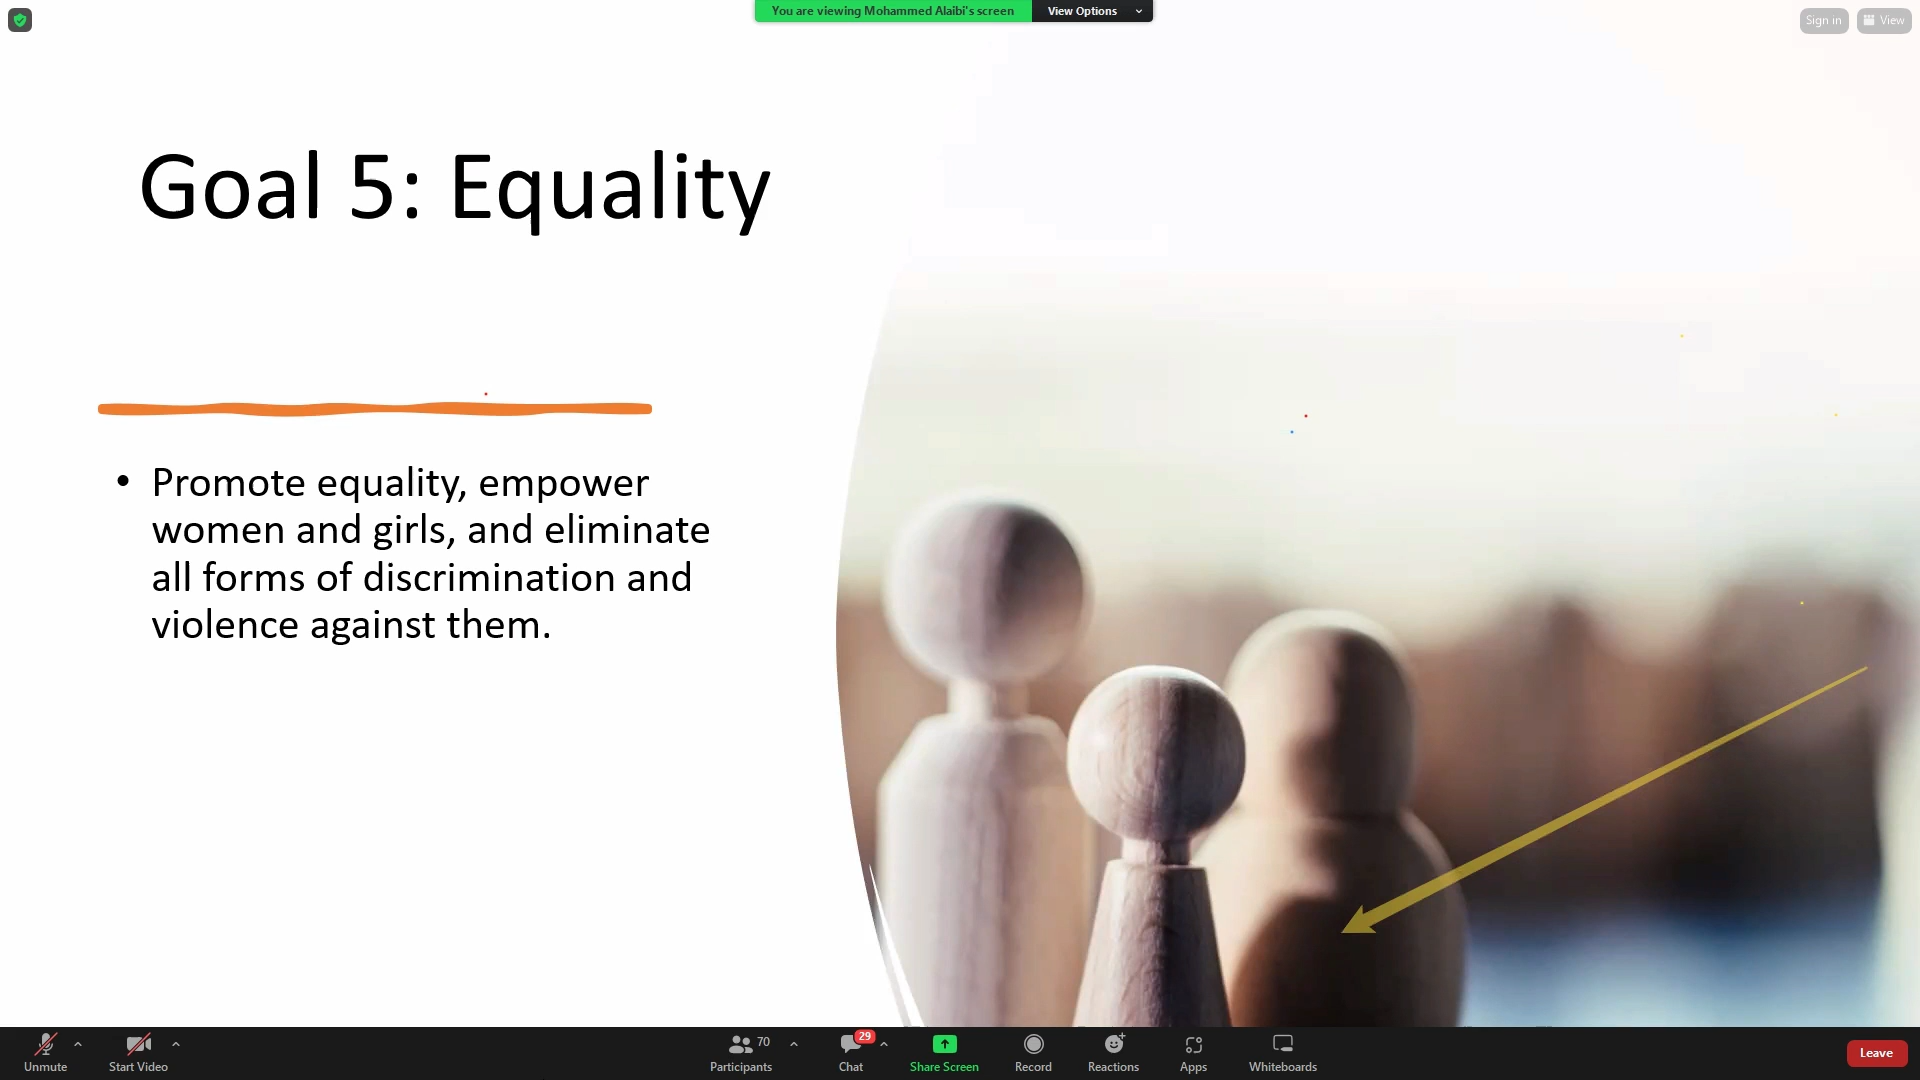 You are viewing Mohammed Alaibi's screen
View Options
Sign in
View
Goal 5: Equality
• Promote equality, empower
women and girls, and eliminate
all forms of discrimination and
violence against them.
Unmute
Start Video
70
Participants
29
Chat
Share Screen
Record
Reactions
Apps
Whiteboards
Leave